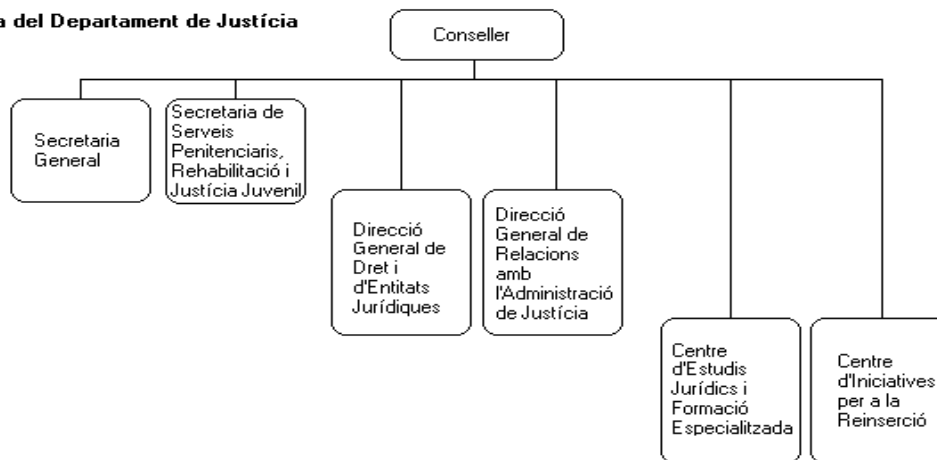 a del Departament de Justícia
Conseller
Secretaria
General
Secretaria de
Serveis
Penitenciaris,
Rehabilitació i
Justícia Juvenil
Direcció
General de
Dret i
d'Entitats
Jurídiques
Direcció
General de
Relacions
amb
l'Administració
de Justícia
Centre
d'Estudis
Jurídics i
Formació
Especialitzada
Centre
d'Iniciatives
per a la
Reinserció